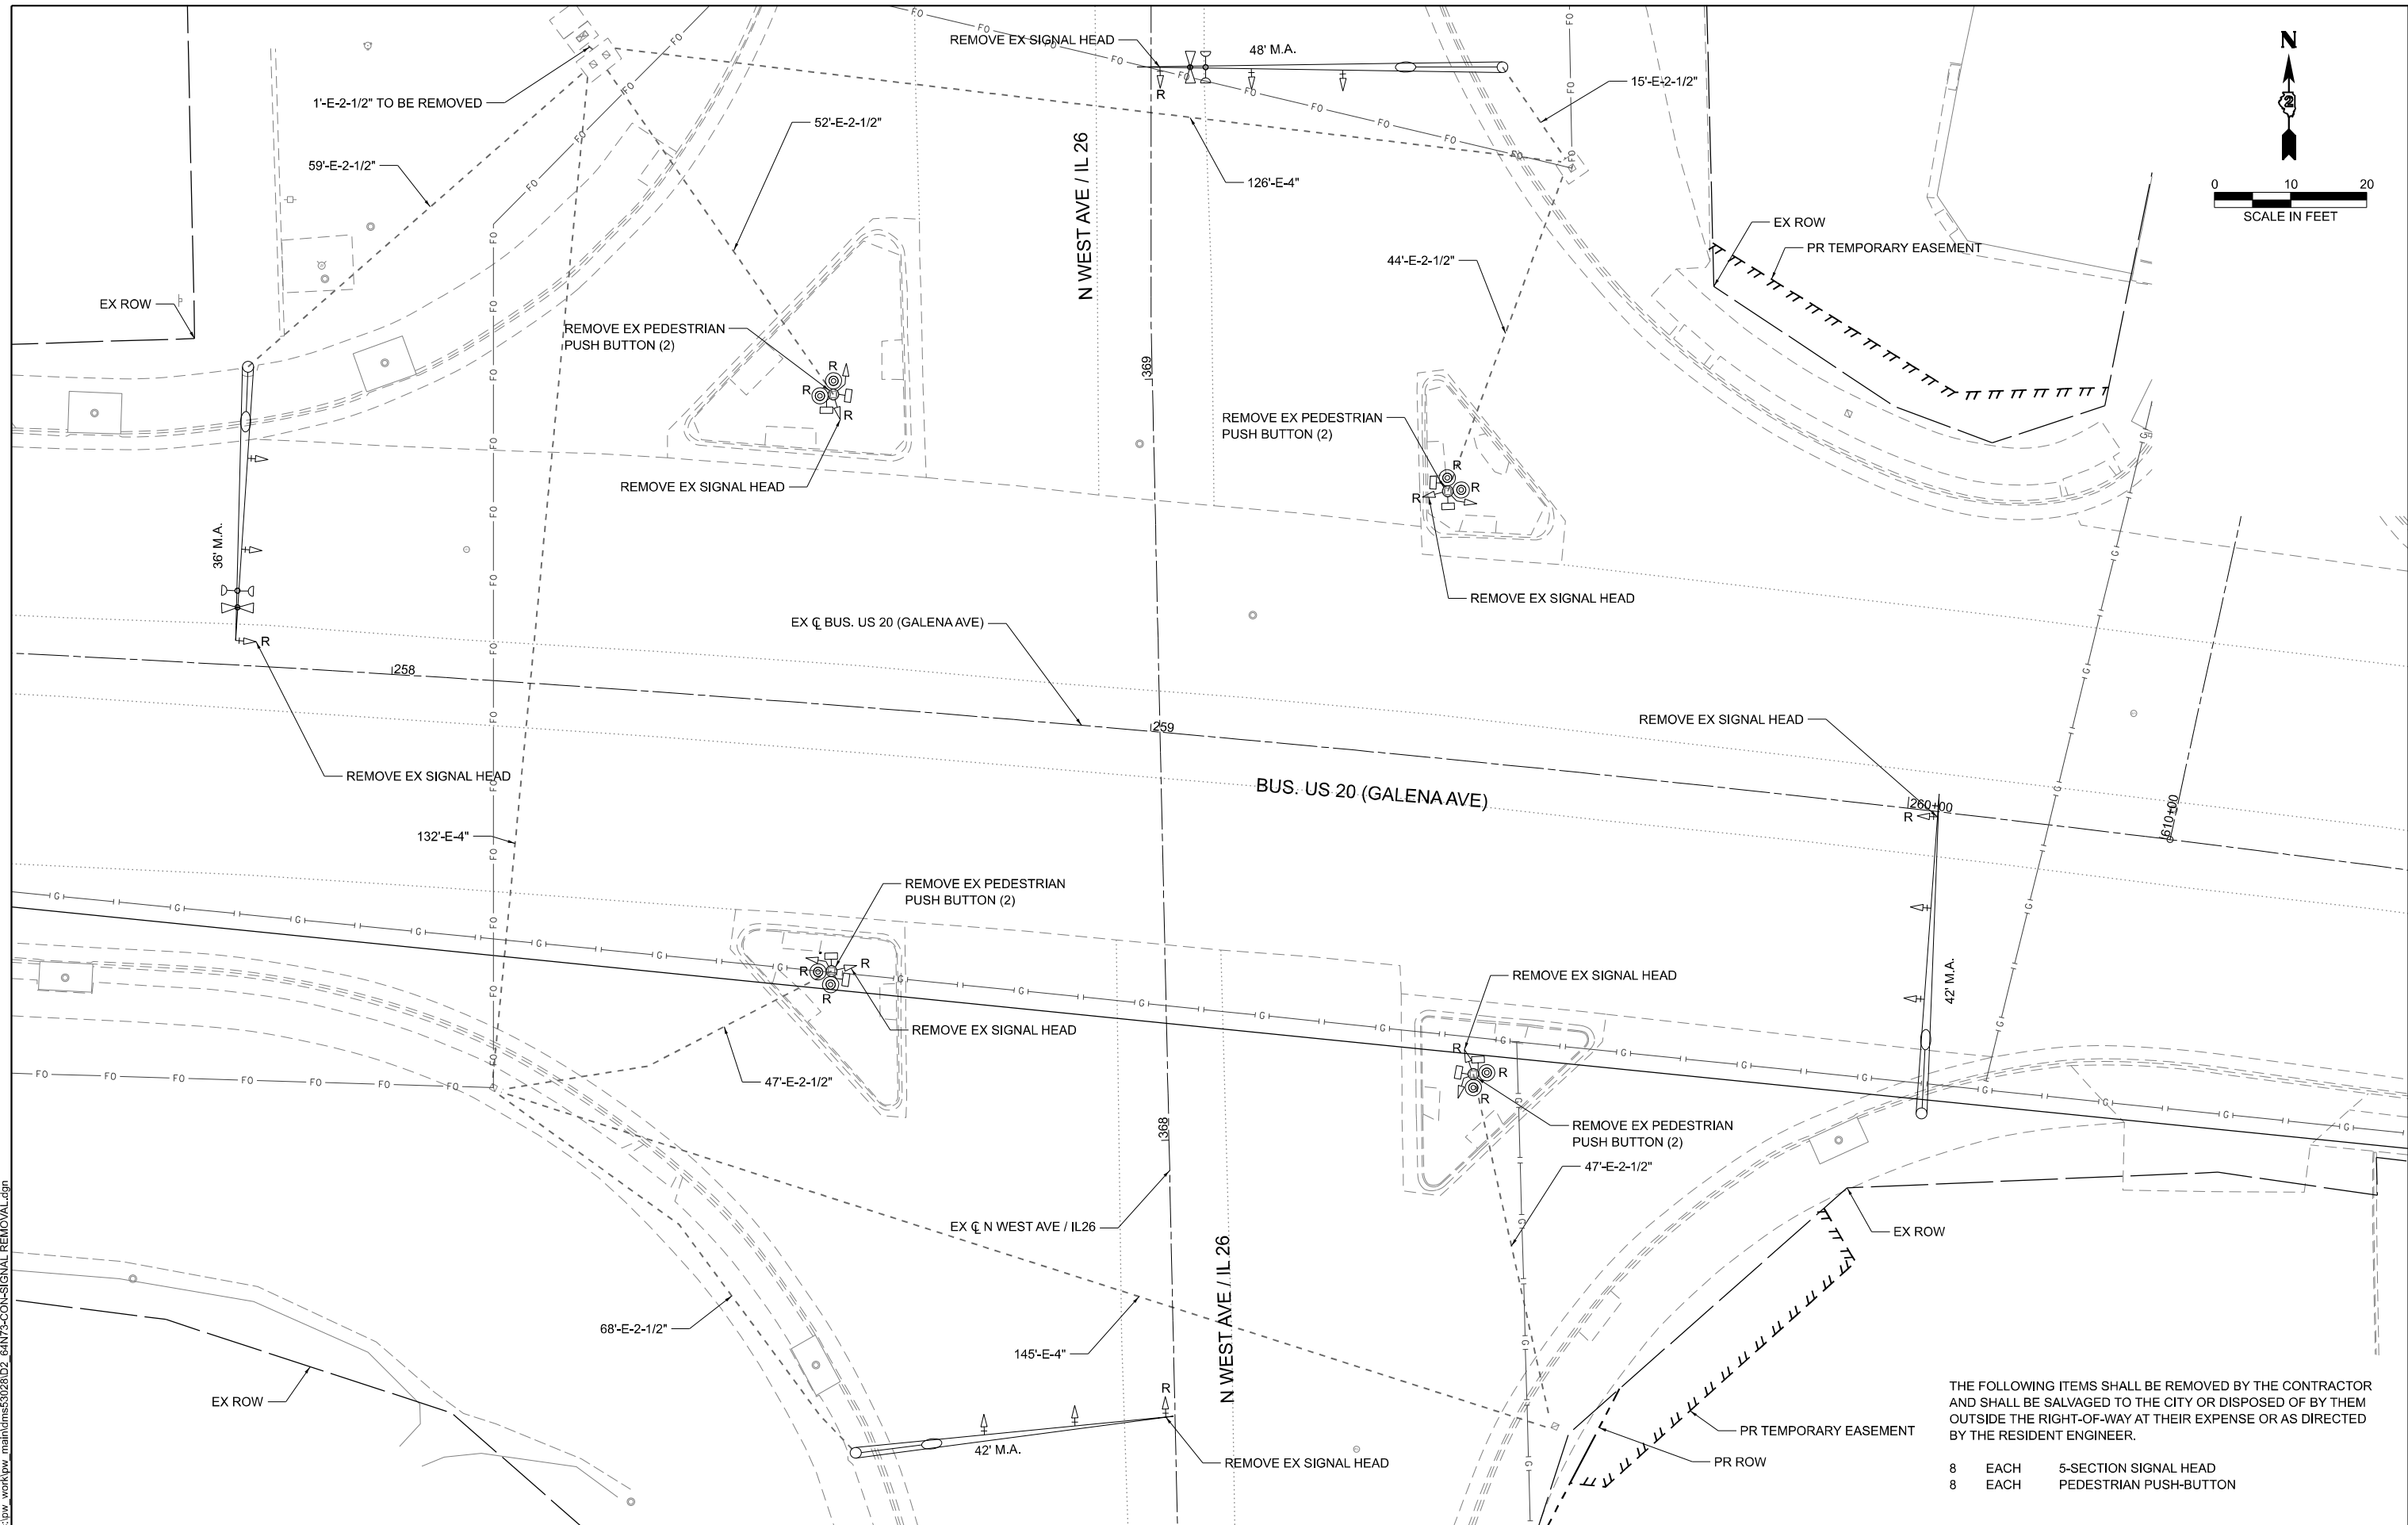 REMOVE EX SIGNAL HEAD
48' M.A.
R
15'-E-2-1/2"
N
2
0 10 20
SCALE IN FEET
1'-E-2-1/2" TO BE REMOVED
52'-E-2-1/2"
59'-E-2-1/2"
126'-E-4"
N WEST AVE / IL 26
EX ROW
PR TEMPORARY EASEMENT
44'-E-2-1/2"
EX ROW
REMOVE EX PEDESTRIAN
PUSH BUTTON (2)
R
R
R
REMOVE EX SIGNAL HEAD
369
REMOVE EX PEDESTRIAN
PUSH BUTTON (2)
R
R
R
REMOVE EX SIGNAL HEAD
36' M.A.
R
REMOVE EX SIGNAL HEAD
EX ℄ BUS. US 20 (GALENA AVE)
258
259
260+00
610+00
BUS. US 20 (GALENA AVE)
REMOVE EX SIGNAL HEAD
R
42' M.A.
132'-E-4"
REMOVE EX PEDESTRIAN
PUSH BUTTON (2)
R
R
R
REMOVE EX SIGNAL HEAD
47'-E-2-1/2"
REMOVE EX SIGNAL HEAD
R
R
R
REMOVE EX PEDESTRIAN
PUSH BUTTON (2)
47'-E-2-1/2"
368
EX ℄ N WEST AVE / IL26
N WEST AVE / IL 26
EX ROW
68'-E-2-1/2"
145'-E-4"
EX ROW
R
42' M.A.
REMOVE EX SIGNAL HEAD
PR TEMPORARY EASEMENT
PR ROW
FO FO FO FO FO FO FO
G G G G G G G
THE FOLLOWING ITEMS SHALL BE REMOVED BY THE CONTRACTOR
AND SHALL BE SALVAGED TO THE CITY OR DISPOSED OF BY THEM
OUTSIDE THE RIGHT-OF-WAY AT THEIR EXPENSE OR AS DIRECTED
BY THE RESIDENT ENGINEER.
8 EACH 5-SECTION SIGNAL HEAD
8 EACH PEDESTRIAN PUSH-BUTTON